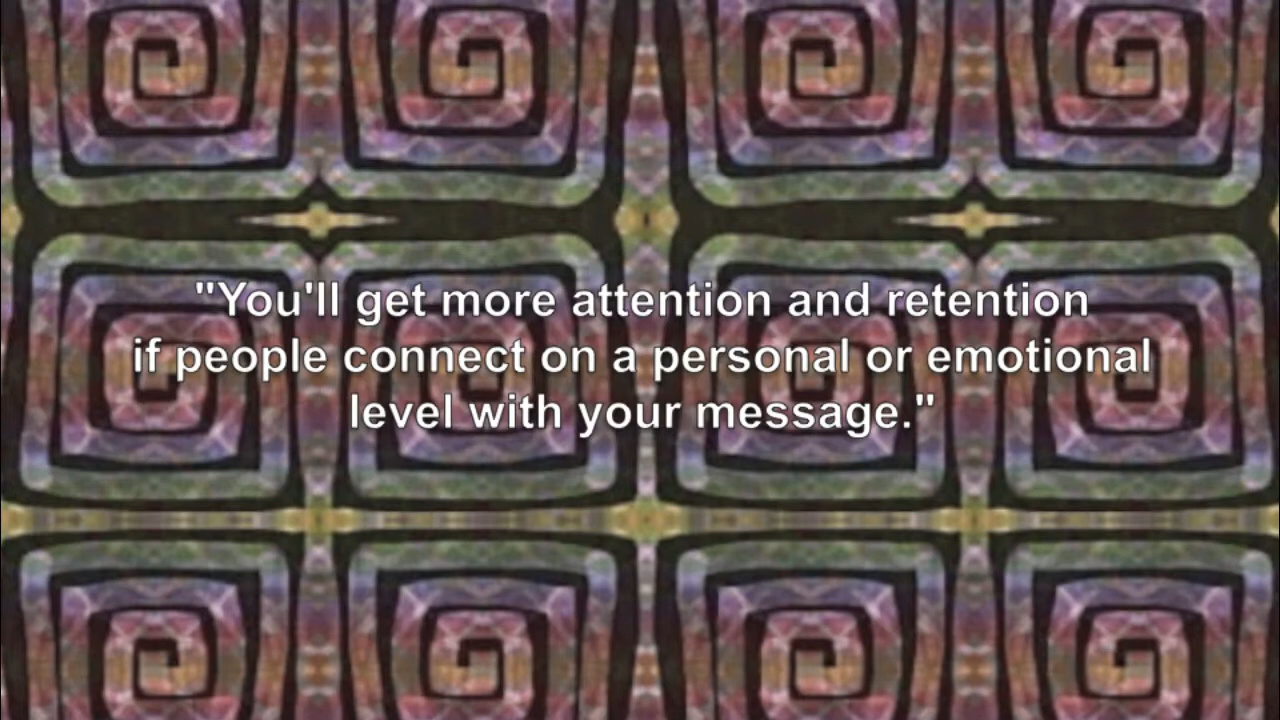 "You'll get more attention and retention
if people connect on a personal or emotional
level with your message."